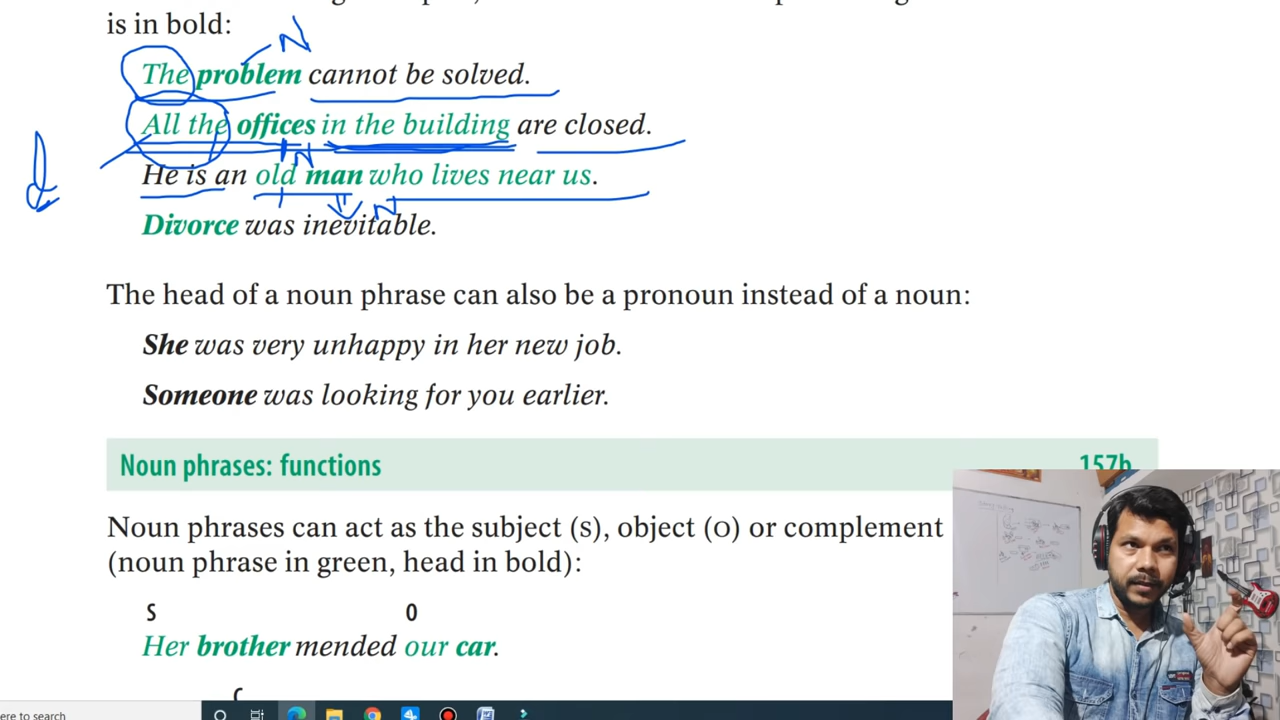 is in bold:
N
The problem cannot be solved.
All the offices in the building are closed.
N
He is an old man who lives near us.
N
Divorce was inevitable.
The head of a noun phrase can also be a pronoun instead of a noun:
She was very unhappy in her new job.
Someone was looking for you earlier.
Noun phrases: functions 157b
Noun phrases can act as the subject (S), object (O) or complement
(noun phrase in green, head in bold):
S O
Her brother mended our car.
C
ere to search